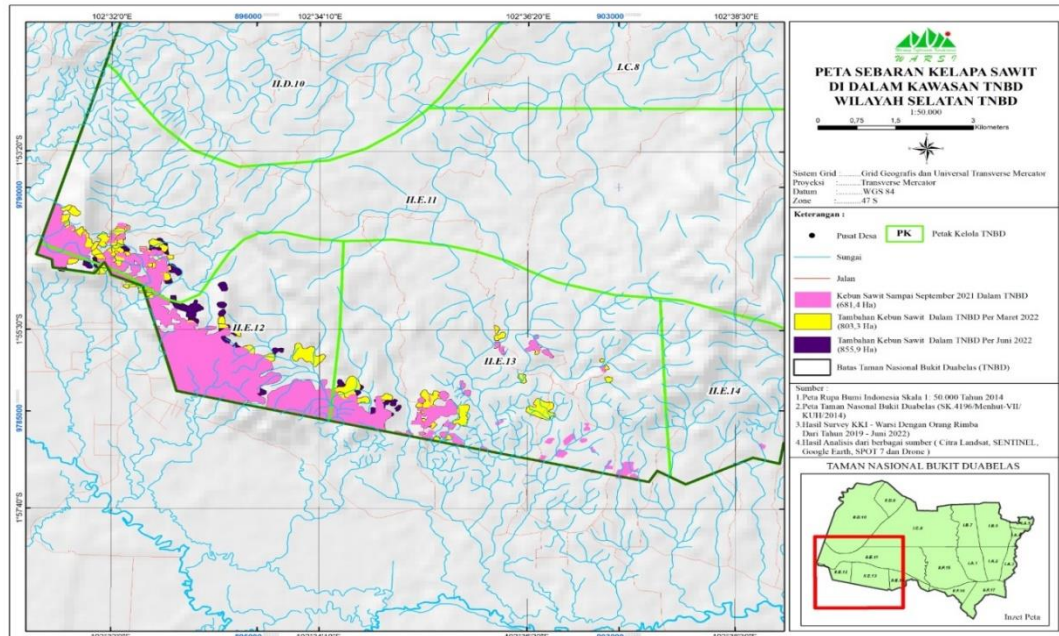 102°32'0"E
896000
102°34'10"E
102°36'20"E
903000
102°38'30"E
1°53'20"S
9790000
1°55'30"S
9785000
1°57'40"S
II.D.10
I.C.8
II.E.11
II.E.12
II.E.13
II.E.14
896000
903000
WARSI
PETA SEBARAN KELAPA SAWIT
DI DALAM KAWASAN TNBD
WILAYAH SELATAN TNBD
1:50.000
0 0,75 1,5 3
Kilometers
Sistem Grid :..........Grid Geografis dan Universal Transverse Mercator
Proyeksi :..........Transverse Mercator
Datum :..........WGS 84
Zone :..........47 S
Keterangan :
Pusat Desa
PK Petak Kelola TNBD
Sungai
Jalan
Kebun Sawit Sampai September 2021 Dalam TNBD
(681,4 Ha)
Tambahan Kebun Sawit Dalam TNBD Per Maret 2022
(803,3 Ha)
Tambahan Kebun Sawit Dalam TNBD Per Juni 2022
(855,9 Ha)
Batas Taman Nasional Bukit Duabelas (TNBD)
Sumber :
1.Peta Rupa Bumi Indonesia Skala 1: 50.000 Tahun 2014
2.Peta Taman Nasonal Bukit Duabelas (SK.4196/Menhut-VII/
KUH/2014)
3.Hasil Survey KKI - Warsi Dengan Orang Rimba
Dari Tahun 2019 - Juni 2022)
4.Hasil Analisis dari berbagai sumber ( Citra Landsat, SENTINEL,
Google Earth, SPOT 7 dan Drone )
TAMAN NASIONAL BUKIT DUABELAS
Inzet Peta